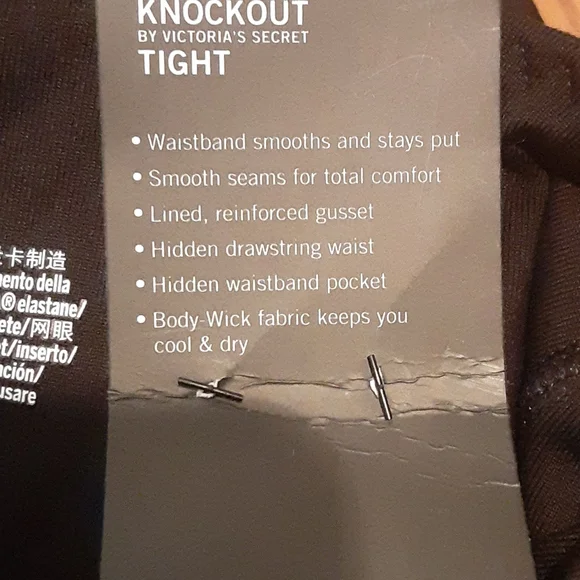 KNOCKOUT
BY VICTORIA'S SECRET
TIGHT
• Waistband smooths and stays put
• Smooth seams for total comfort
• Lined, reinforced gusset
• Hidden drawstring waist
• Hidden waistband pocket
• Body-Wick fabric keeps you
cool & dry
卡制造
della
® elastane/
网眼
/inserto/
usare